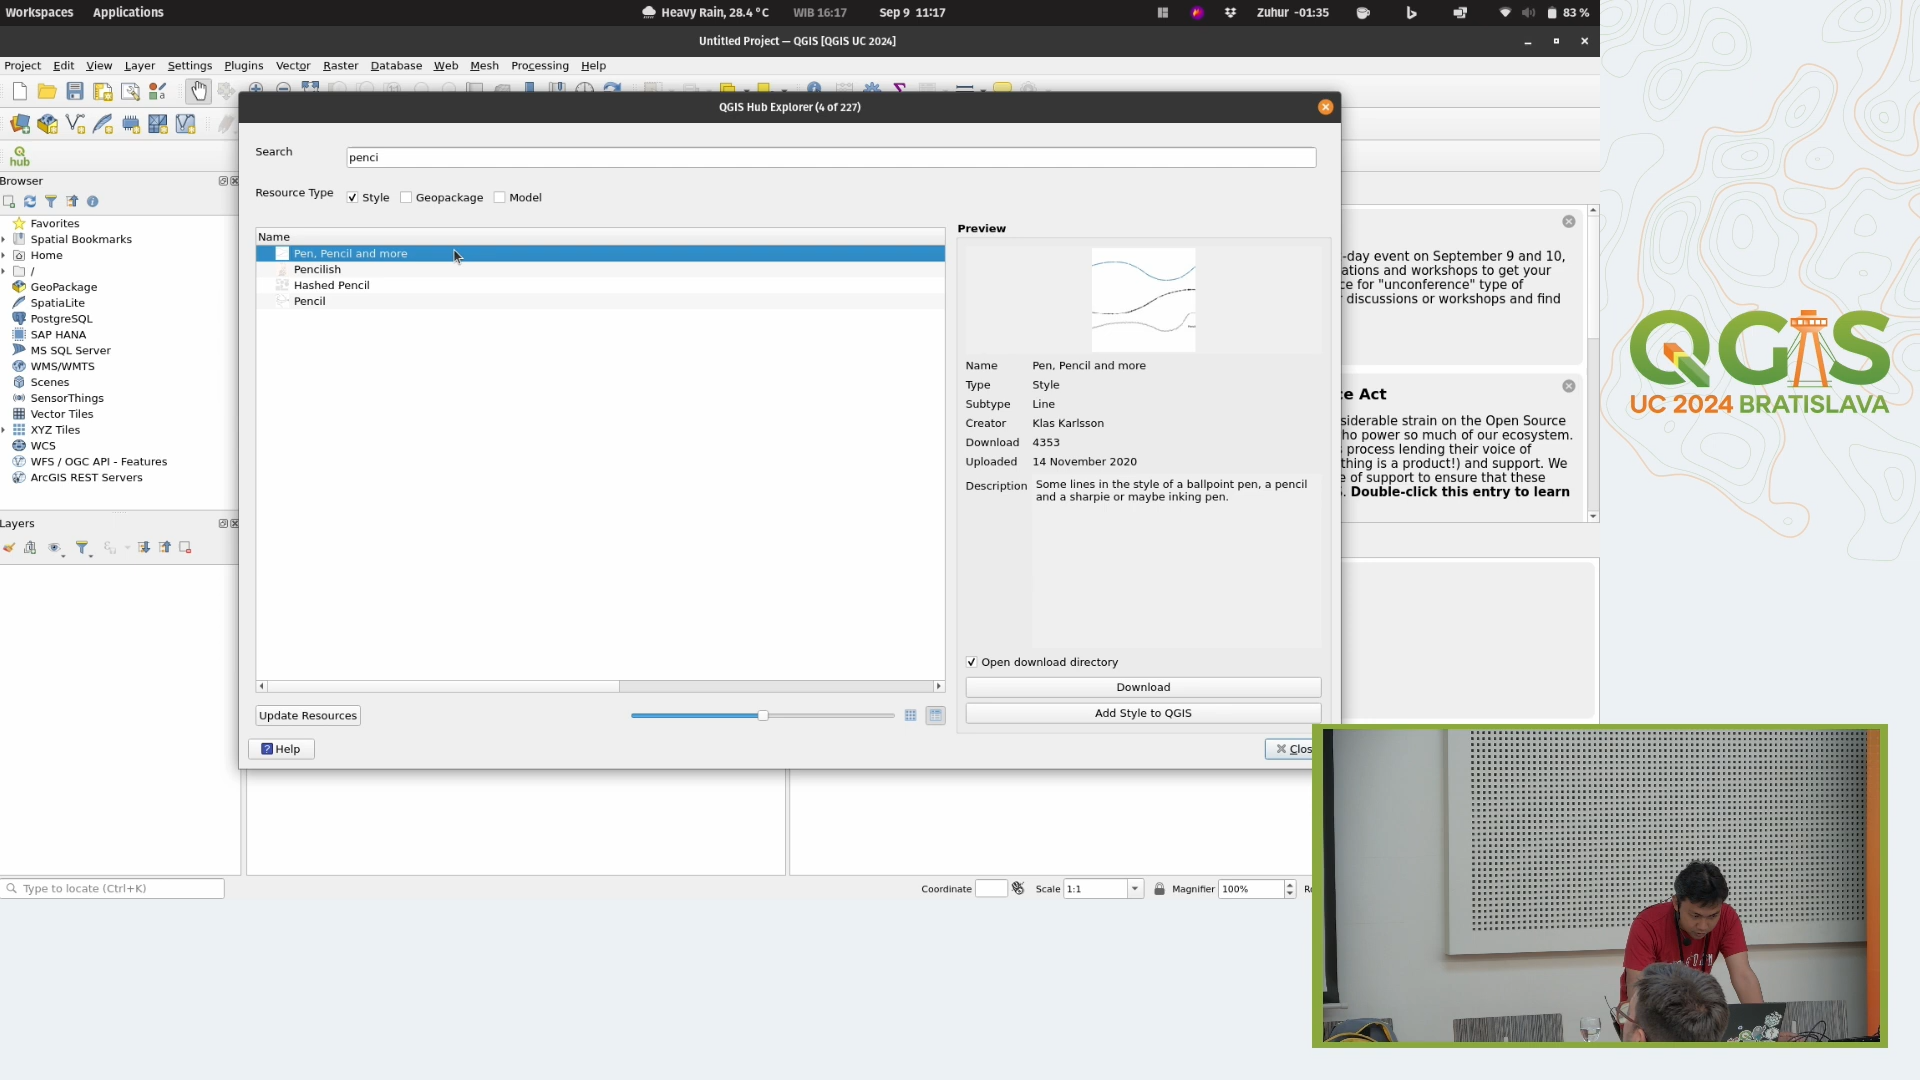 Workspaces Applications Heavy Rain, 28.4 °C WIB 16:17 Sep 9 11:17 Zuhur -01:35 83 %
Untitled Project — QGIS [QGIS UC 2024]
Project Edit View Layer Settings Plugins Vector Raster Database Web Mesh Processing Help
QGIS Hub Explorer (4 of 227)
Search penci
Resource Type Style Geopackage Model
hub
Browser
Favorites
Spatial Bookmarks
Home
/
GeoPackage
SpatiaLite
PostgreSQL
SAP HANA
MS SQL Server
WMS/WMTS
Scenes
SensorThings
Vector Tiles
XYZ Tiles
WCS
WFS / OGC API - Features
ArcGIS REST Servers
Layers
Name
Pen, Pencil and more
Pencilish
Hashed Pencil
Pencil
Preview
Name Pen, Pencil and more
Type Style
Subtype Line
Creator Klas Karlsson
Download 4353
Uploaded 14 November 2020
Description Some lines in the style of a ballpoint pen, a pencil
and a sharpie or maybe inking pen.
Open download directory
Download
Add Style to QGIS
Update Resources
Help
Clos
-day event on September 9 and 10,
ations and workshops to get your
ce for "unconference" type of
discussions or workshops and find
e Act
siderable strain on the Open Source
ho power so much of our ecosystem.
process lending their voice of
thing is a product!) and support. We
e of support to ensure that these
. Double-click this entry to learn
Type to locate (Ctrl+K)
Coordinate Scale 1:1 Magnifier 100% Ro
QGIS
UC 2024 BRATISLAVA